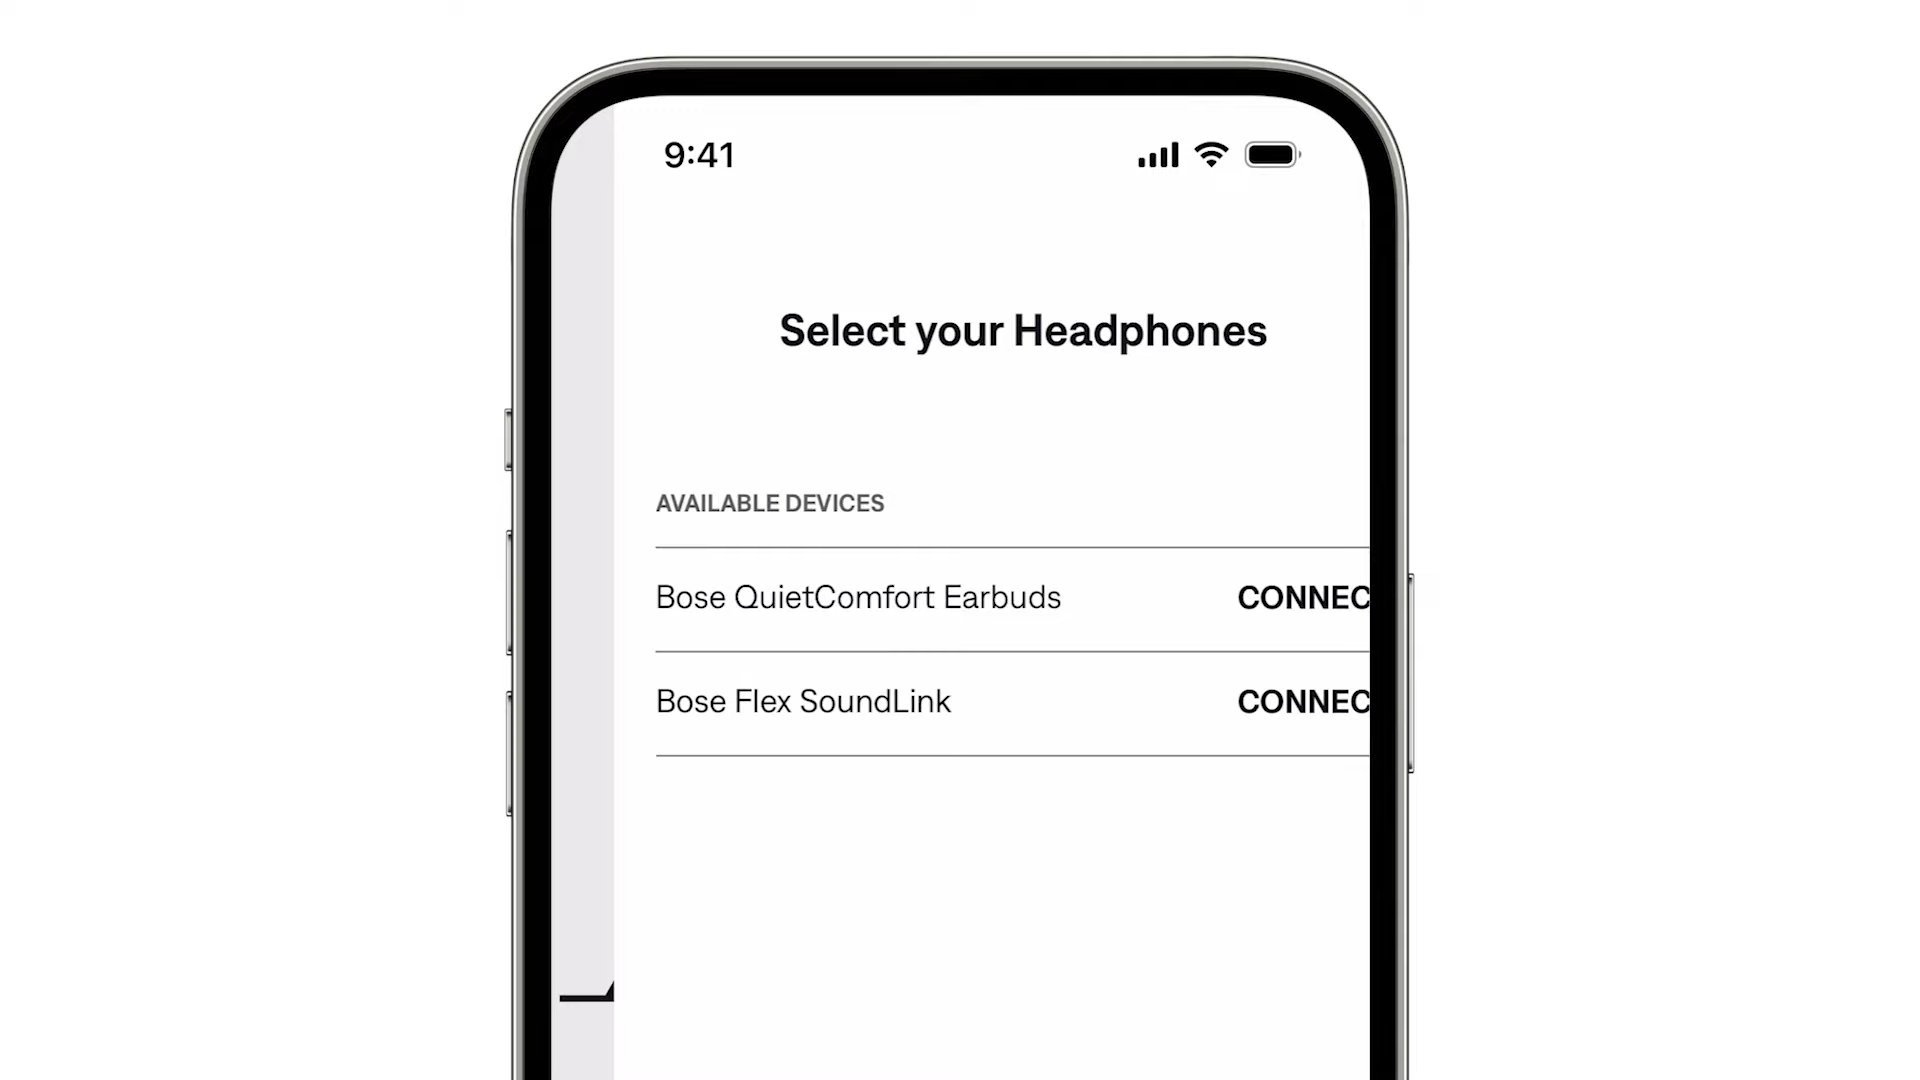 9:41
Select your Headphones
AVAILABLE DEVICES
Bose QuietComfort Earbuds CONNEC
Bose Flex SoundLink CONNEC